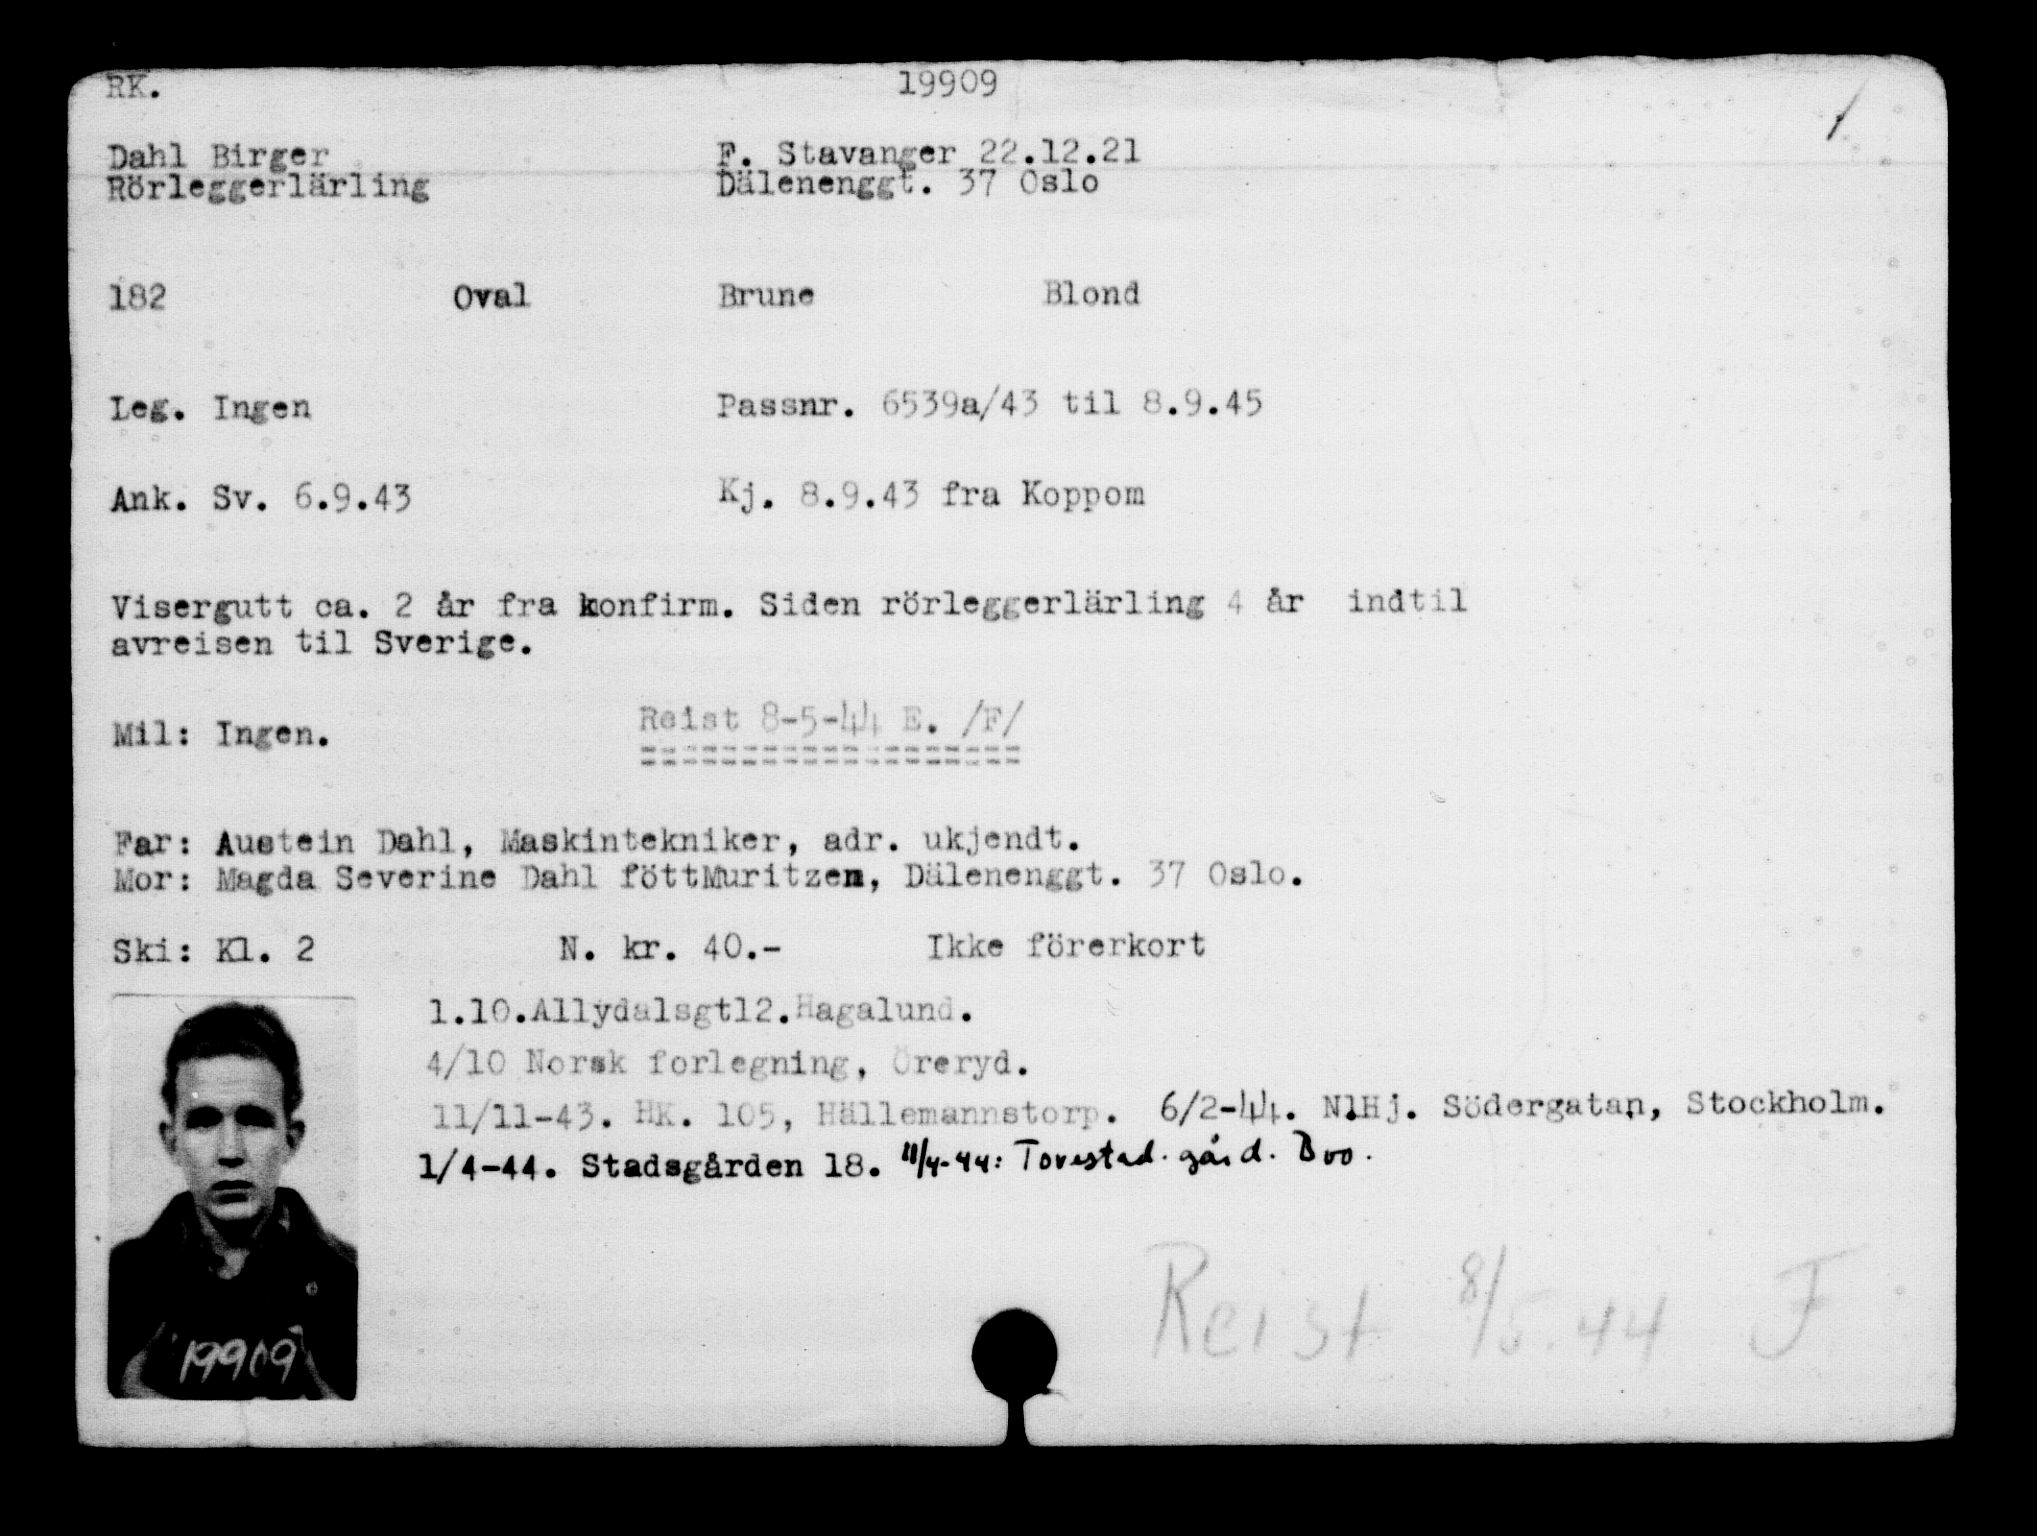 RK. 19909
Dahl Birger F. Stavanger 22.12.21
Rörleggerlärling Dälenenggt. 37 Oslo
182 Oval Brune Blond
Leg. Ingen Passnr. 6539a/43 til 8.9.45
Ank. Sv. 6.9.43 Kj. 8.9.43 fra Koppom
Visergutt ca. 2 år fra konfirm. Siden rörleggerlärling 4 år indtil
avreisen til Sverige.
Mil: Ingen. Reist 8-5-44 E. /F/
Far: Austein Dahl, Maskintekniker, adr. ukjendt.
Mor: Magda Severine Dahl föttMuritzen, Dälenenggt. 37 Oslo.
Ski: Kl. 2 N. kr. 40.- Ikke förerkort
1.10.Allydalsgt12.Hagalund.
4/10 Norsk forlegning, Öreryd.
11/11-43. HK. 105, Hällemannstorp. 6/2-44. NlHj. Södergatan, Stockholm.
1/4-44. Stadsgården 18. 11/4-44: Tovestad. gård. Boo.
Reist 8/5.44 F
19909